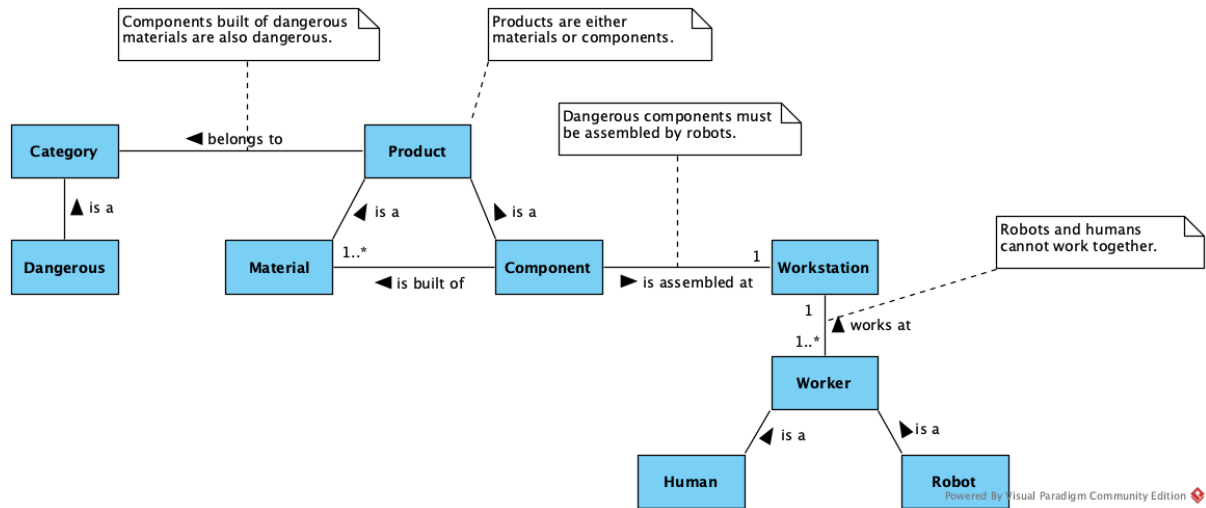 Components built of dangerous
materials are also dangerous.
Products are either
materials or components.
Dangerous components must
be assembled by robots.
Category
belongs to
Product
is a
is a
is a
Robots and humans
cannot work together.
Dangerous
Material
1..*
is built of
Component
is assembled at
1
Workstation
1
works at
1..*
Worker
is a
is a
Human
Robot
Powered By Visual Paradigm Community Edition